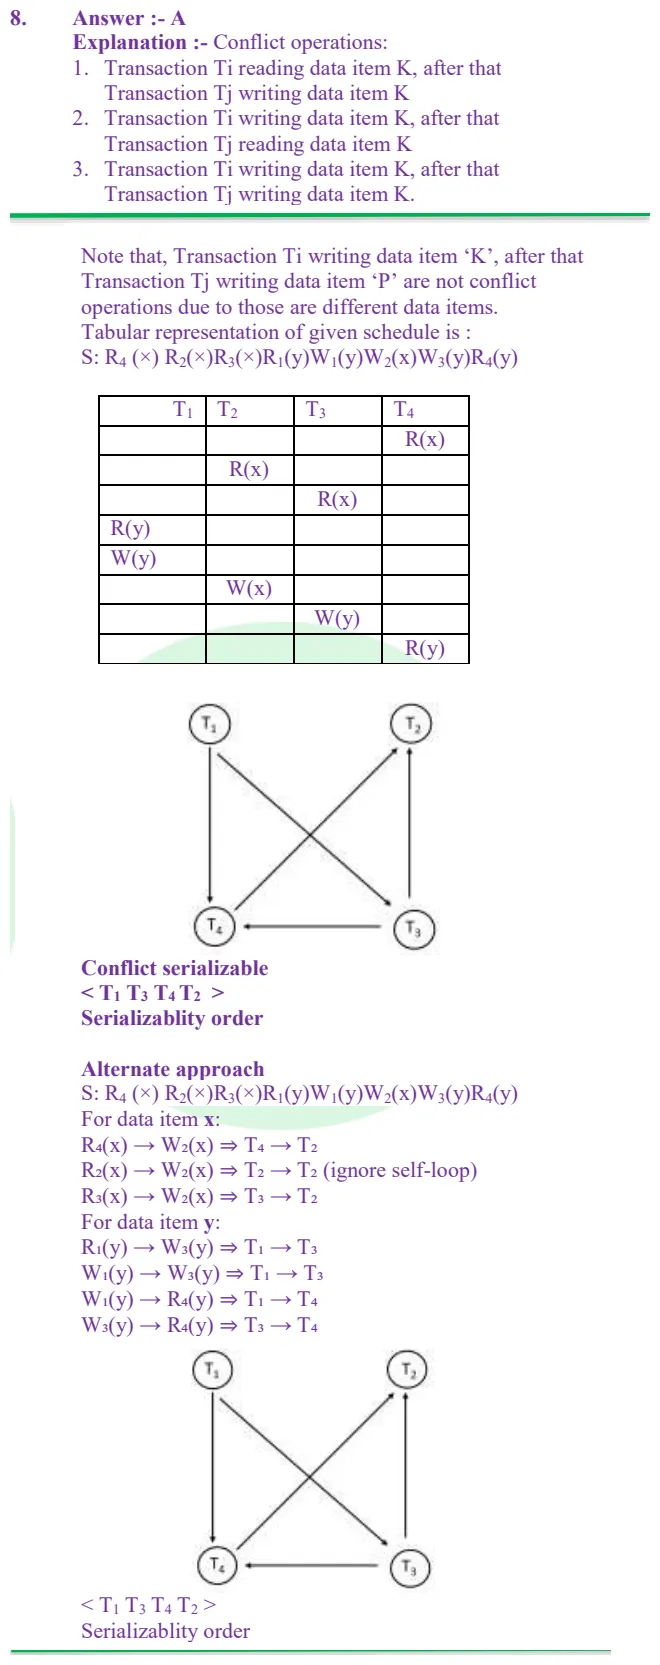 8. Answer :- A
Explanation :- Conflict operations:
1. Transaction Ti reading data item K, after that
Transaction Tj writing data item K
2. Transaction Ti writing data item K, after that
Transaction Tj reading data item K
3. Transaction Ti writing data item K, after that
Transaction Tj writing data item K.
Note that, Transaction Ti writing data item ‘K’, after that
Transaction Tj writing data item ‘P’ are not conflict
operations due to those are different data items.
Tabular representation of given schedule is :
S: R₄ (×) R₂(×)R₃(×)R₁(y)W₁(y)W₂(x)W₃(y)R₄(y)
T₁ T₂ T₃ T₄
R(x)
R(x)
R(x)
R(y)
W(y)
W(x)
W(y)
R(y)
T₁ T₂
T₄ T₃
Conflict serializable
< T₁ T₃ T₄ T₂ >
Serializablity order
Alternate approach
S: R₄ (×) R₂(×)R₃(×)R₁(y)W₁(y)W₂(x)W₃(y)R₄(y)
For data item x:
R₄(x) → W₂(x) ⇒ T₄ → T₂
R₂(x) → W₂(x) ⇒ T₂ → T₂ (ignore self-loop)
R₃(x) → W₂(x) ⇒ T₃ → T₂
For data item y:
R₁(y) → W₃(y) ⇒ T₁ → T₃
W₁(y) → W₃(y) ⇒ T₁ → T₃
W₁(y) → R₄(y) ⇒ T₁ → T₄
W₃(y) → R₄(y) ⇒ T₃ → T₄
T₁ T₂
T₄ T₃
< T₁ T₃ T₄ T₂ >
Serializablity order